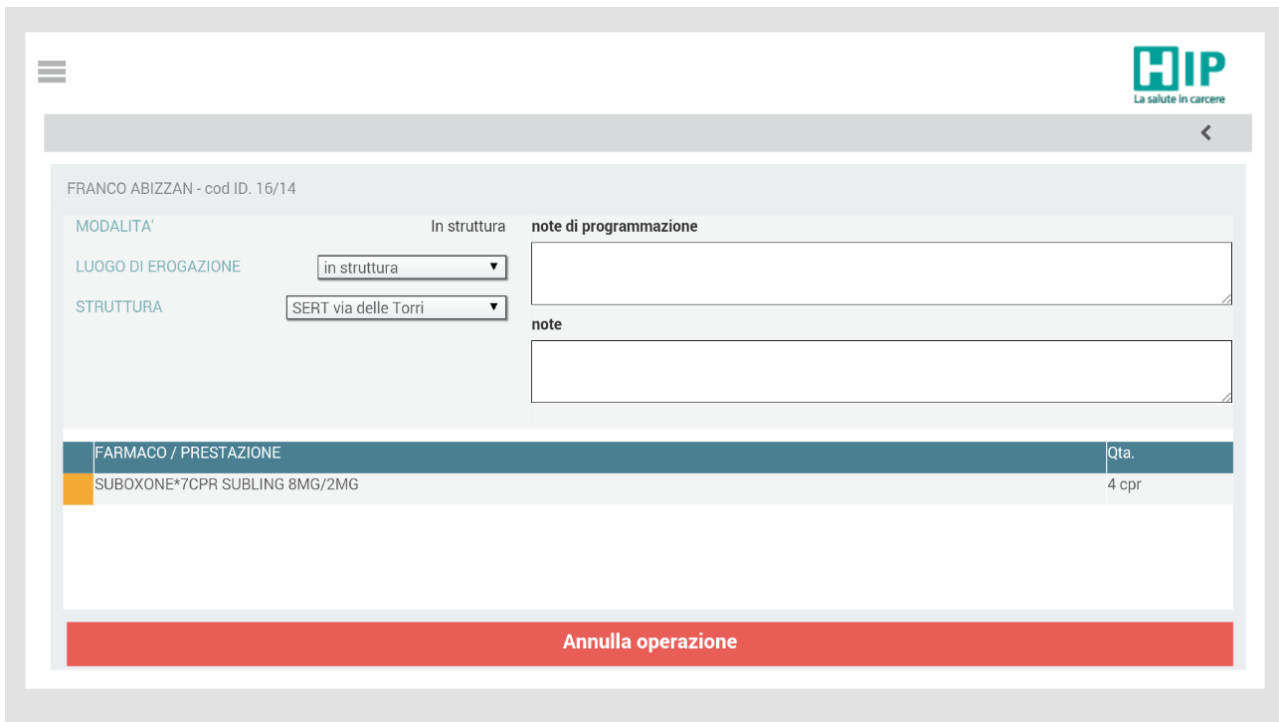 HIP
La salute in carcere
FRANCO ABIZZAN - cod ID. 16/14
MODALITA' In struttura
LUOGO DI EROGAZIONE in struttura
STRUTTURA SERT via delle Torri
note di programmazione
note
FARMACO / PRESTAZIONE Qta.
SUBOXONE*7CPR SUBLING 8MG/2MG 4 cpr
Annulla operazione